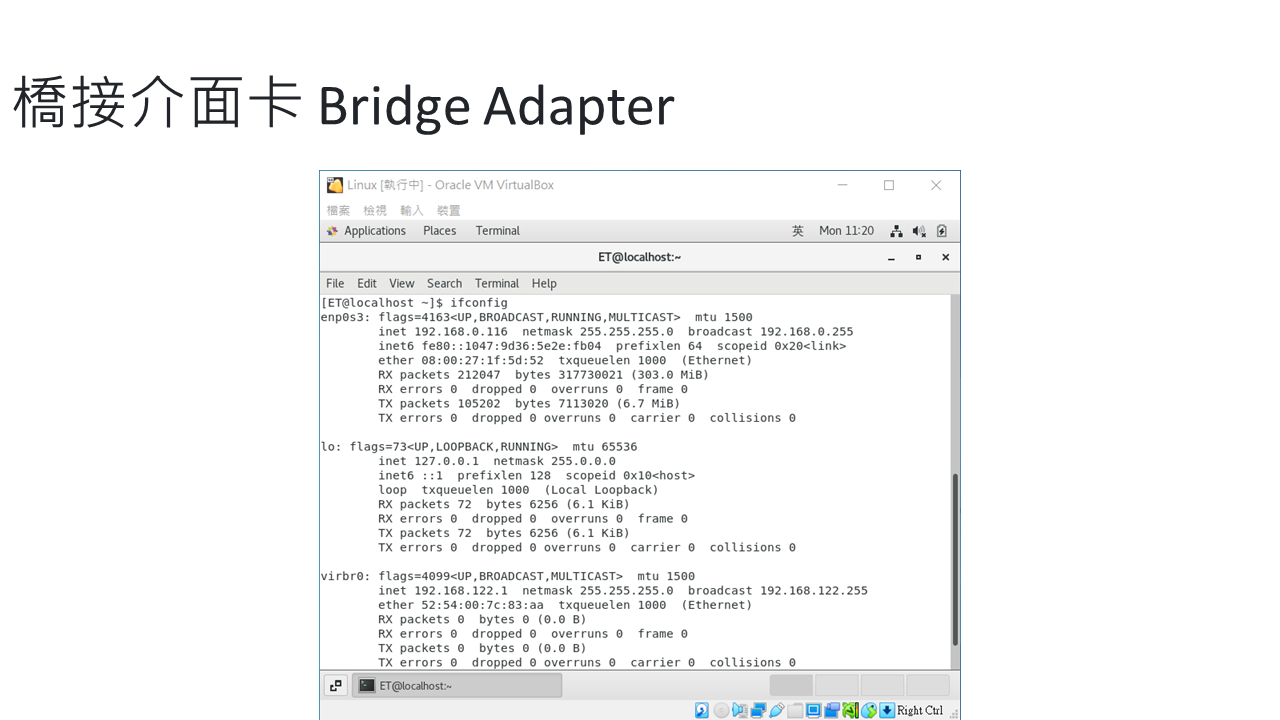 橋接介面卡 Bridge Adapter
Linux [執行中] - Oracle VM VirtualBox
檔案 檢視 輸入 裝置
Applications Places Terminal 英 Mon 11:20
ET@localhost:~
File Edit View Search Terminal Help
[ET@localhost ~]$ ifconfig
enp0s3: flags=4163<UP,BROADCAST,RUNNING,MULTICAST>  mtu 1500
        inet 192.168.0.116  netmask 255.255.255.0  broadcast 192.168.0.255
        inet6 fe80::1047:9d36:5e2e:fb04  prefixlen 64  scopeid 0x20<link>
        ether 08:00:27:1f:5d:52  txqueuelen 1000  (Ethernet)
        RX packets 212047  bytes 317730021 (303.0 MiB)
        RX errors 0  dropped 0  overruns 0  frame 0
        TX packets 105202  bytes 7113020 (6.7 MiB)
        TX errors 0  dropped 0 overruns 0  carrier 0  collisions 0
lo: flags=73<UP,LOOPBACK,RUNNING>  mtu 65536
        inet 127.0.0.1  netmask 255.0.0.0
        inet6 ::1  prefixlen 128  scopeid 0x10<host>
        loop  txqueuelen 1000  (Local Loopback)
        RX packets 72  bytes 6256 (6.1 KiB)
        RX errors 0  dropped 0  overruns 0  frame 0
        TX packets 72  bytes 6256 (6.1 KiB)
        TX errors 0  dropped 0 overruns 0  carrier 0  collisions 0
virbr0: flags=4099<UP,BROADCAST,MULTICAST>  mtu 1500
        inet 192.168.122.1  netmask 255.255.255.0  broadcast 192.168.122.255
        ether 52:54:00:7c:83:aa  txqueuelen 1000  (Ethernet)
        RX packets 0  bytes 0 (0.0 B)
        RX errors 0  dropped 0  overruns 0  frame 0
        TX packets 0  bytes 0 (0.0 B)
        TX errors 0  dropped 0 overruns 0  carrier 0  collisions 0
ET@localhost:~
Right Ctrl